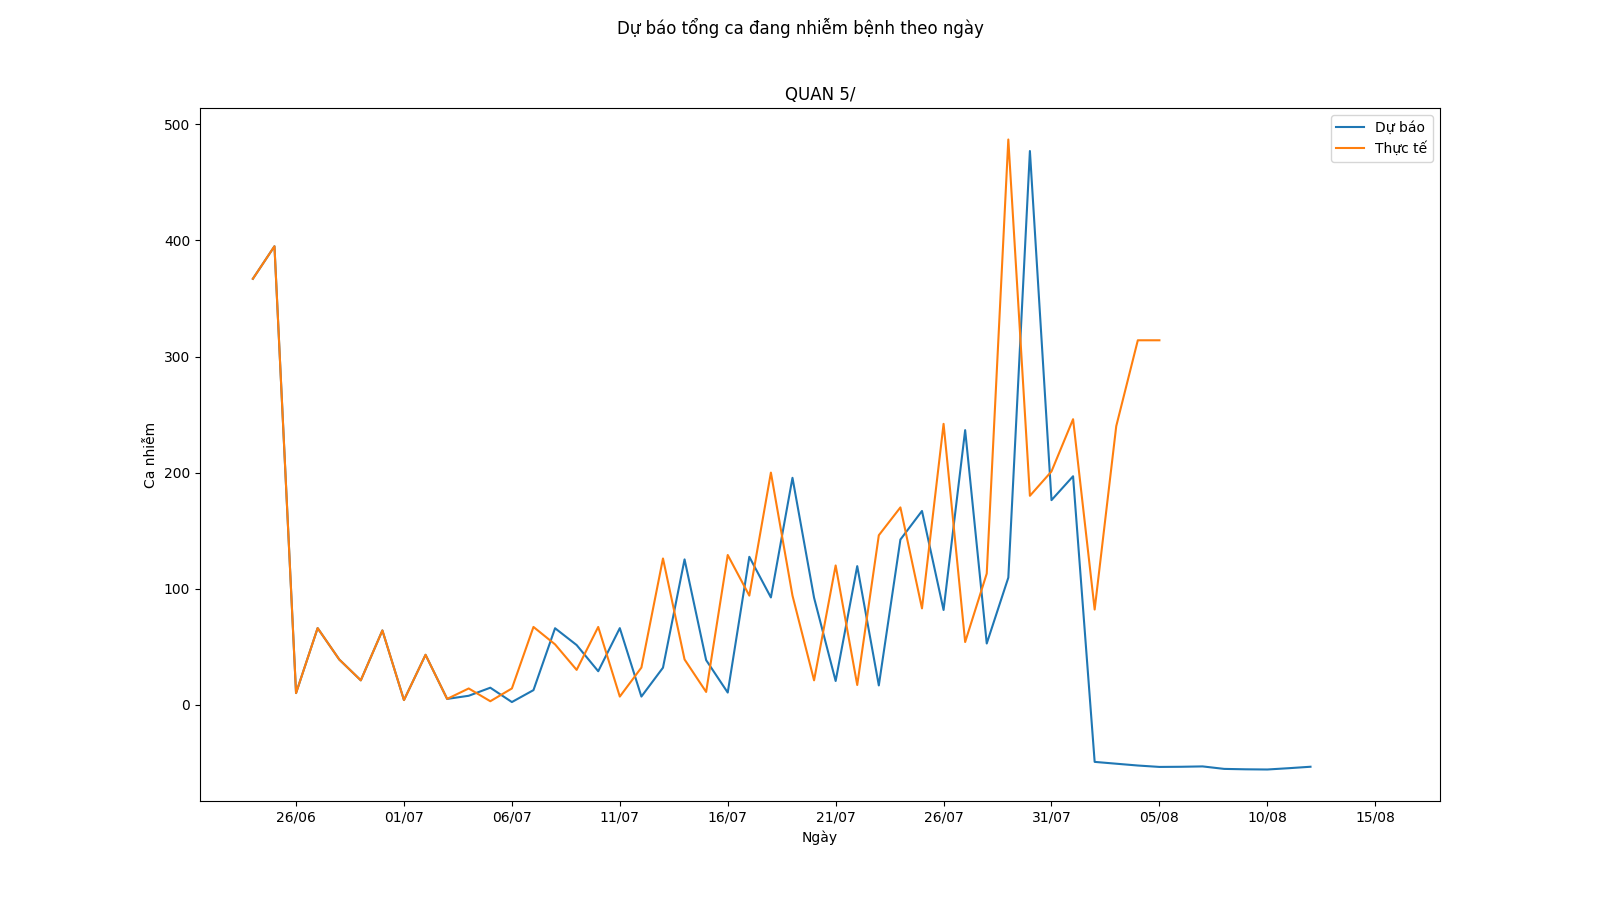 Dự báo tổng ca đang nhiễm bệnh theo ngày
QUAN 5/
Dự báo
Thực tế
500
400
300
200
100
0
Ca nhiễm
26/06
01/07
06/07
11/07
16/07
21/07
26/07
31/07
05/08
10/08
15/08
Ngày